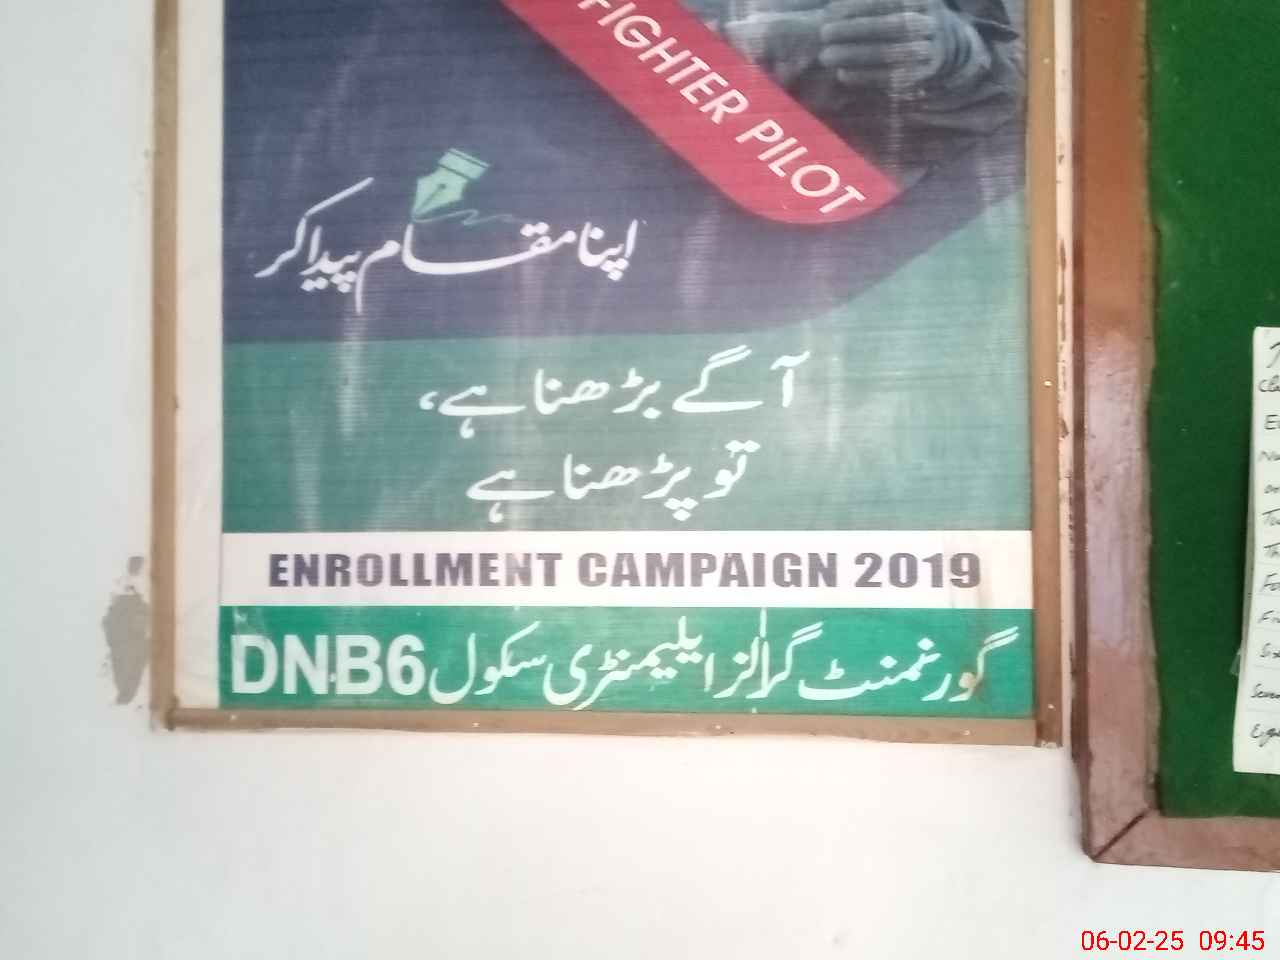 FIGHTER PILOT
اپنا مقام پیدا کر
آگے بڑھنا ہے،
تو پڑھنا ہے
ENROLLMENT CAMPAIGN 2019
گورنمنٹ گرلز ایلیمنٹری سکول DNB6
06-02-25 09:45